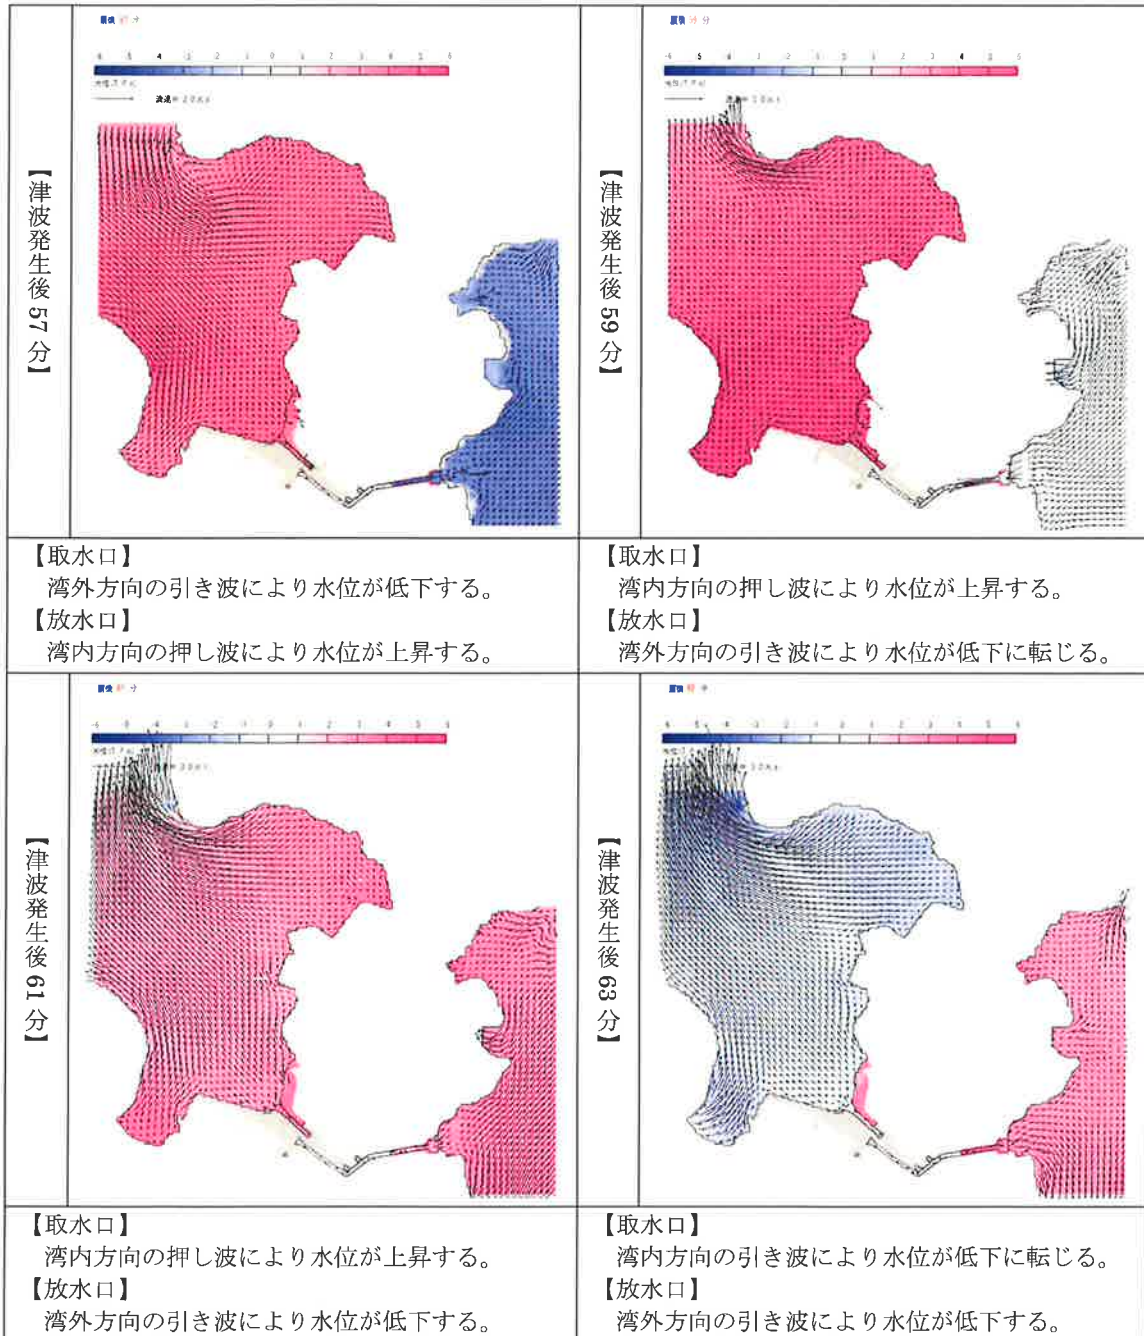 【津波発生後 57 分】
【取水口】
湾外方向の引き波により水位が低下する。
【放水口】
湾内方向の押し波により水位が上昇する。
【津波発生後 59 分】
【取水口】
湾内方向の押し波により水位が上昇する。
【放水口】
湾外方向の引き波により水位が低下に転じる。
【津波発生後 61 分】
【取水口】
湾内方向の押し波により水位が上昇する。
【放水口】
湾外方向の引き波により水位が低下する。
【津波発生後 63 分】
【取水口】
湾内方向の引き波により水位が低下に転じる。
【放水口】
湾外方向の引き波により水位が低下する。